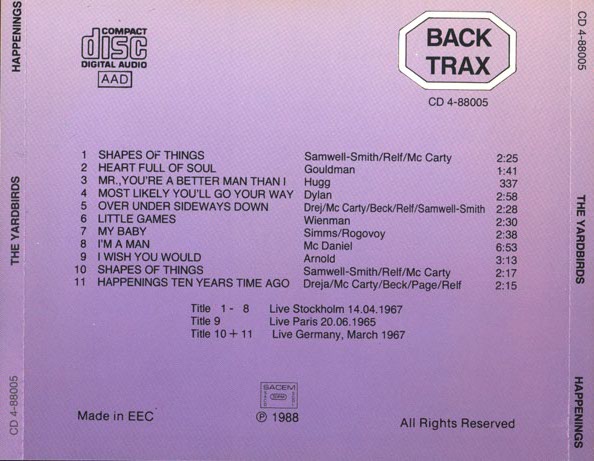 HAPPENINGS
THE YARDBIRDS
CD 4-88005
COMPACT
disc
DIGITAL AUDIO
AAD
BACK
TRAX
CD 4-88005
1 SHAPES OF THINGS Samwell-Smith/Relf/Mc Carty 2:25
2 HEART FULL OF SOUL Gouldman 1:41
3 MR.,YOU'RE A BETTER MAN THAN I Hugg 337
4 MOST LIKELY YOU'LL GO YOUR WAY Dylan 2:58
5 OVER UNDER SIDEWAYS DOWN Drej/Mc Carty/Beck/Relf/Samwell-Smith 2:28
6 LITTLE GAMES Wienman 2:30
7 MY BABY Simms/Rogovoy 2:38
8 I'M A MAN Mc Daniel 6:53
9 I WISH YOU WOULD Arnold 3:13
10 SHAPES OF THINGS Samwell-Smith/Relf/Mc Carty 2:17
11 HAPPENINGS TEN YEARS TIME AGO Dreja/Mc Carty/Beck/Page/Relf 2:15
Title 1 - 8 Live Stockholm 14.04.1967
Title 9 Live Paris 20.06.1965
Title 10 + 11 Live Germany, March 1967
SACEM
Made in EEC
℗ 1988
All Rights Reserved
CD 4-88005
THE YARDBIRDS
HAPPENINGS